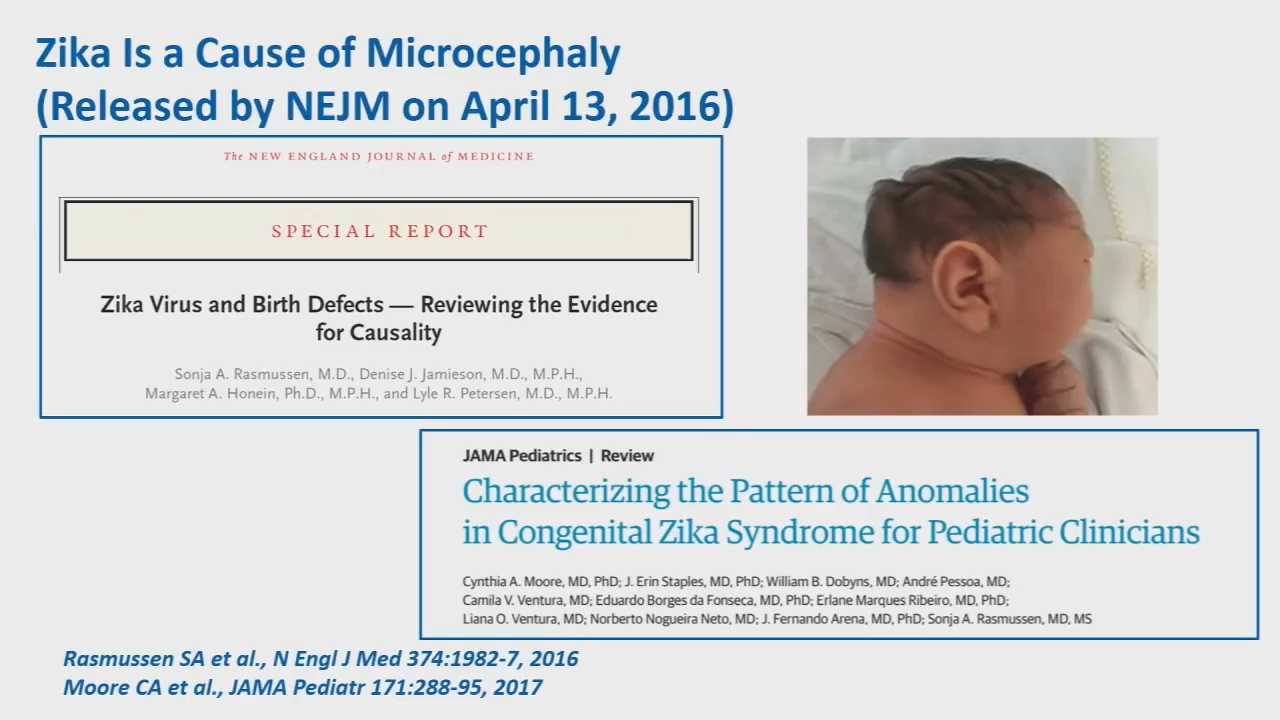 Zika Is a Cause of Microcephaly
(Released by NEJM on April 13, 2016)
The NEW ENGLAND JOURNAL of MEDICINE
SPECIAL REPORT
Zika Virus and Birth Defects — Reviewing the Evidence
for Causality
Sonja A. Rasmussen, M.D., Denise J. Jamieson, M.D., M.P.H.,
Margaret A. Honein, Ph.D., M.P.H., and Lyle R. Petersen, M.D., M.P.H.
JAMA Pediatrics | Review
Characterizing the Pattern of Anomalies
in Congenital Zika Syndrome for Pediatric Clinicians
Cynthia A. Moore, MD, PhD; J. Erin Staples, MD, PhD; William B. Dobyns, MD; André Pessoa, MD;
Camila V. Ventura, MD; Eduardo Borges da Fonseca, MD, PhD; Erlane Marques Ribeiro, MD, PhD;
Liana O. Ventura, MD; Norberto Nogueira Neto, MD; J. Fernando Arena, MD, PhD; Sonja A. Rasmussen, MD, MS
Rasmussen SA et al., N Engl J Med 374:1982-7, 2016
Moore CA et al., JAMA Pediatr 171:288-95, 2017